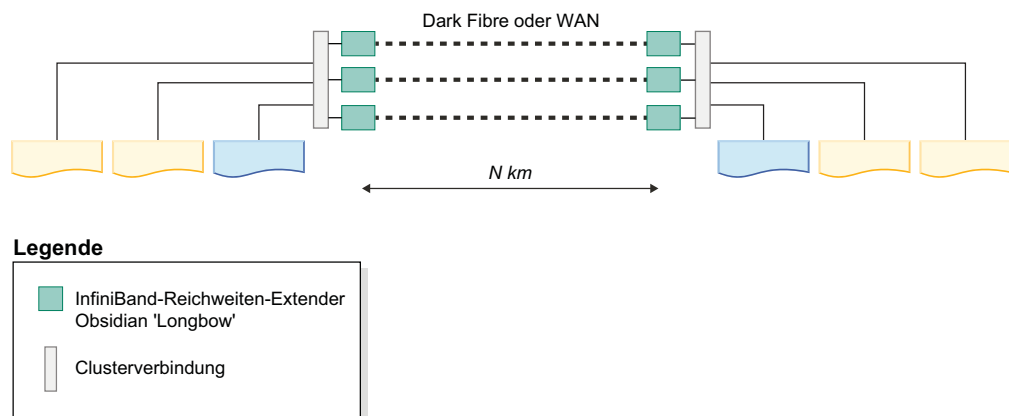 Dark Fibre oder WAN
N km
Legende
InfiniBand-Reichweiten-Extender
Obsidian 'Longbow'
Clusterverbindung